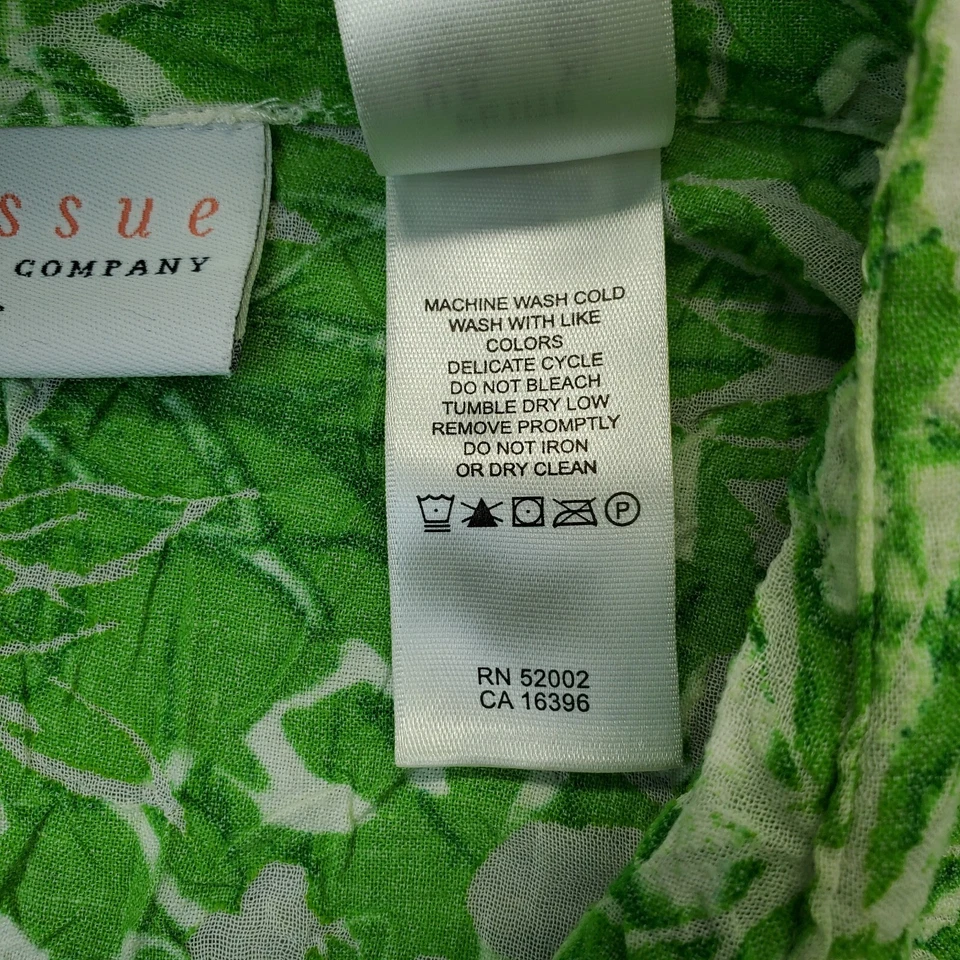 ssue
COMPANY
MACHINE WASH COLD
WASH WITH LIKE
COLORS
DELICATE CYCLE
DO NOT BLEACH
TUMBLE DRY LOW
REMOVE PROMPTLY
DO NOT IRON
OR DRY CLEAN
P
RN 52002
CA 16396